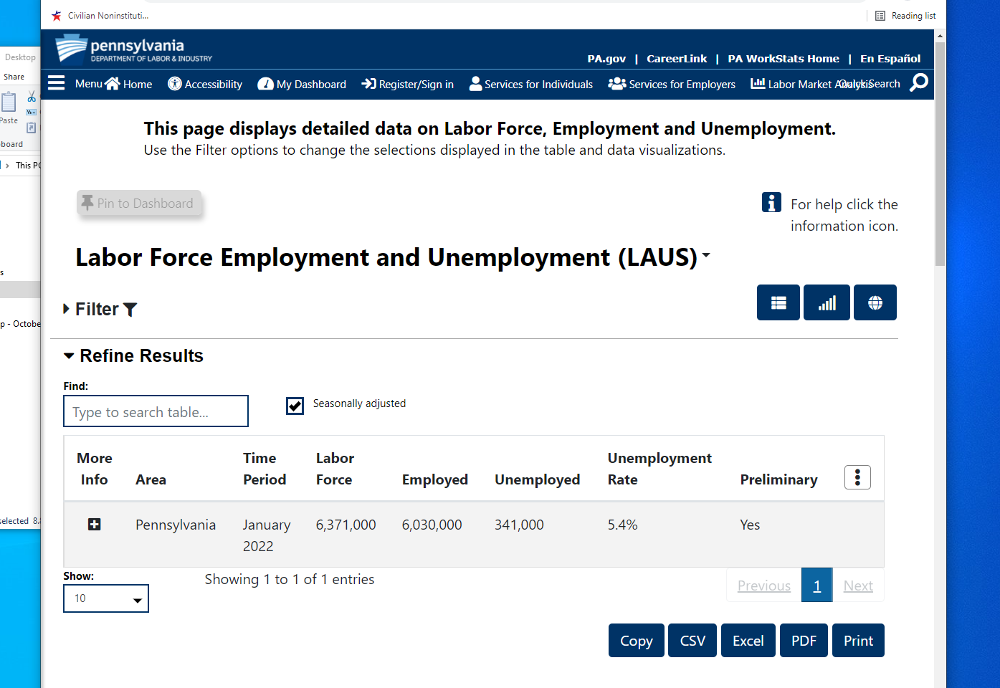 Civilian Noninstituti...
Reading list
Desktop
Share
Paste
board
This PC
s
p - Octobe
selected 8.
pennsylvania
DEPARTMENT OF LABOR & INDUSTRY
PA.gov | CareerLink | PA WorkStats Home | En Español
Menu Home Accessibility My Dashboard Register/Sign in Services for Individuals Services for Employers Labor Market Analysis Quick Search
This page displays detailed data on Labor Force, Employment and Unemployment.
Use the Filter options to change the selections displayed in the table and data visualizations.
Pin to Dashboard
For help click the
information icon.
Labor Force Employment and Unemployment (LAUS)
Filter
Refine Results
Find:
Type to search table...
Seasonally adjusted
More Time Labor Unemployment
Info Area Period Force Employed Unemployed Rate Preliminary
Pennsylvania January 6,371,000 6,030,000 341,000 5.4% Yes
2022
Show:
Showing 1 to 1 of 1 entries
10
Previous 1 Next
Copy CSV Excel PDF Print